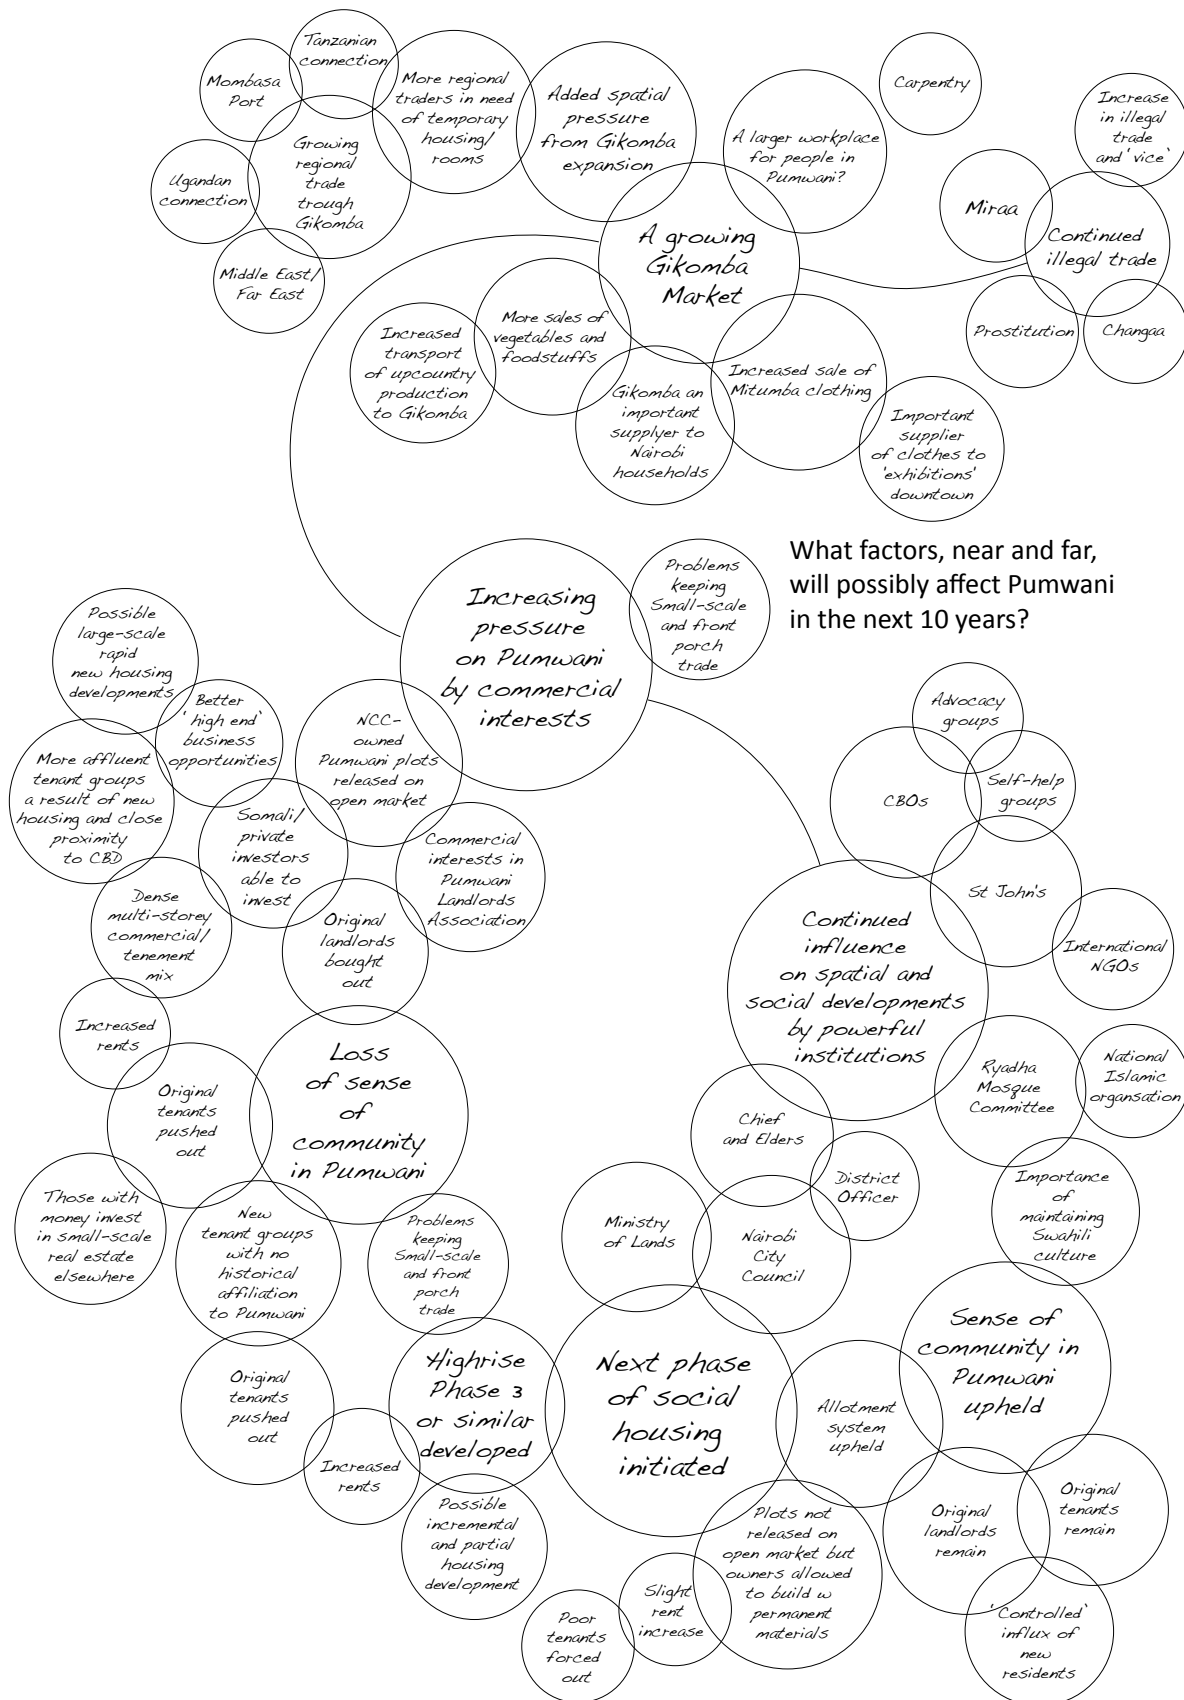 Tanzanian
connection
Mombasa
Port
More regional
traders in need
of temporary
housing/
rooms
Added spatial
pressure
from Gikomba
expansion
A larger workplace
for people in
Pumwani?
Carpentry
Increase
in illegal
trade
and 'vice'
Growing
regional
trade
trough
Gikomba
Ugandan
connection
Middle East/
Far East
Miraa
Continued
illegal trade
Prostitution
Changaa
A growing
Gikomba
Market
More sales of
vegetables and
foodstuffs
Increased
transport
of upcountry
production
to Gikomba
Gikomba an
important
supplyer to
Nairobi
households
Increased sale of
Mitumba clothing
Important
supplier
of clothes to
'exhibitions'
downtown
What factors, near and far,
will possibly affect Pumwani
in the next 10 years?
Increasing
pressure
on Pumwani
by commercial
interests
Problems
keeping
Small-scale
and front
porch
trade
Possible
large-scale
rapid
new housing
developments
Better
'high end'
business
opportunities
NCC-
owned
Pumwani plots
released on
open market
More affluent
tenant groups
a result of new
housing and close
proximity
to CBD
Somali/
private
investors
able to
invest
Commercial
interests in
Pumwani
Landlords
Association
Dense
multi-storey
commercial/
tenement
mix
Original
landlords
bought
out
Advocacy
groups
CBOs
Self-help
groups
St John's
International
NGOs
Continued
influence
on spatial and
social developments
by powerful
institutions
Increased
rents
Original
tenants
pushed
out
Loss
of sense
of
community
in Pumwani
Ryadha
Mosque
Committee
National
Islamic
organsation
Chief
and Elders
District
Officer
Importance
of
maintaining
Swahili
culture
Those with
money invest
in small-scale
real estate
elsewhere
New
tenant groups
with no
historical
affiliation
to Pumwani
Problems
keeping
Small-scale
and front
porch
trade
Ministry
of Lands
Nairobi
City
Council
Sense of
community in
Pumwani
upheld
Original
tenants
pushed
out
Highrise
Phase 3
or similar
developed
Next phase
of social
housing
initiated
Allotment
system
upheld
Increased
rents
Possible
incremental
and partial
housing
development
Plots not
released on
open market but
owners allowed
to build w
permanent
materials
Original
landlords
remain
Original
tenants
remain
Slight
rent
increase
Poor
tenants
forced
out
'Controlled'
influx of
new
residents